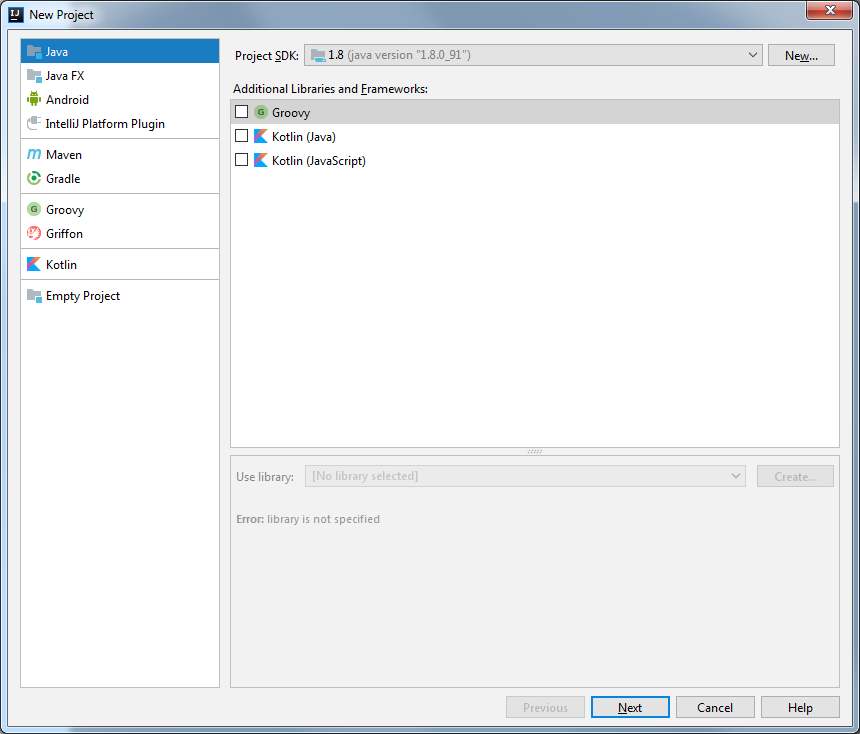 New Project
Java
Java FX
Android
IntelliJ Platform Plugin
Maven
Gradle
Groovy
Griffon
Kotlin
Empty Project
Project SDK: 1.8 (java version "1.8.0_91") New...
Additional Libraries and Frameworks:
Groovy
Kotlin (Java)
Kotlin (JavaScript)
Use library: [No library selected] Create...
Error: library is not specified
Previous Next Cancel Help